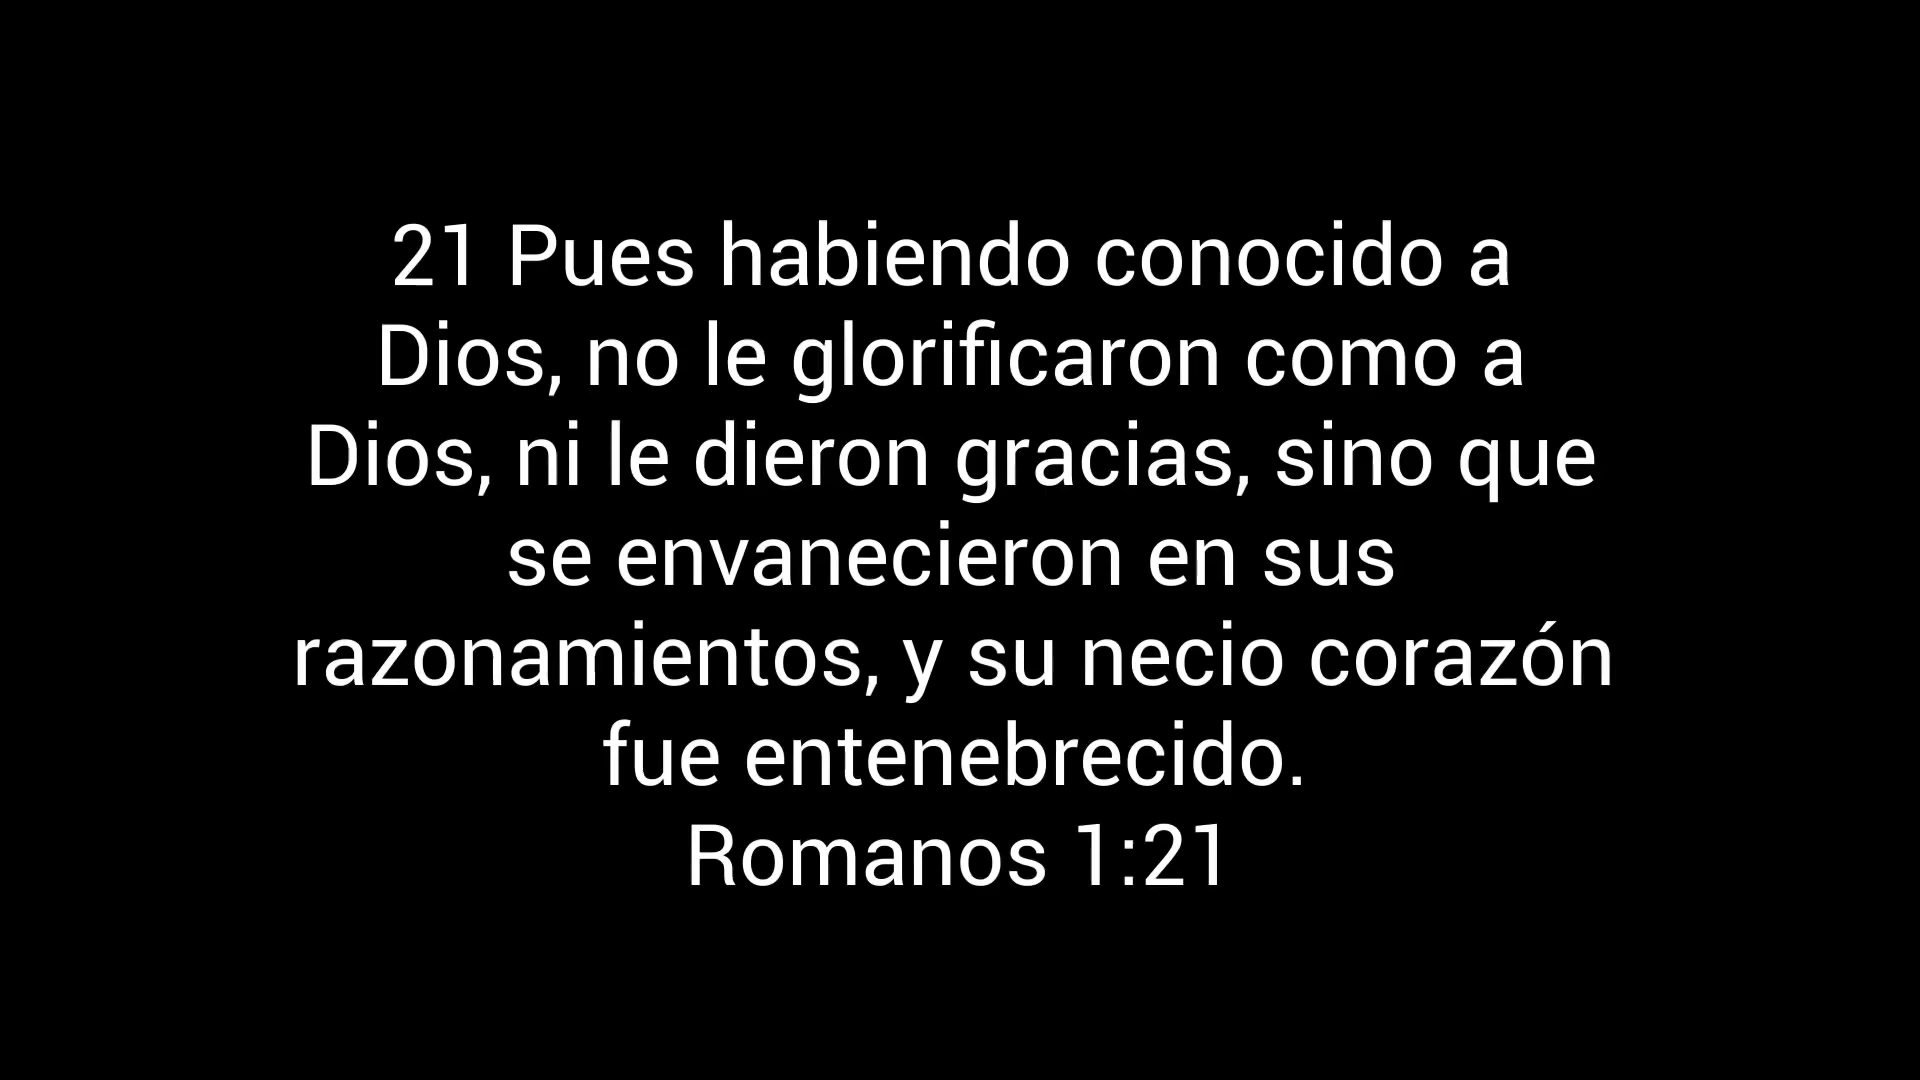 21 Pues habiendo conocido a
Dios, no le glorificaron como a
Dios, ni le dieron gracias, sino que
se envanecieron en sus
razonamientos, y su necio corazón
fue entenebrecido.
Romanos 1:21